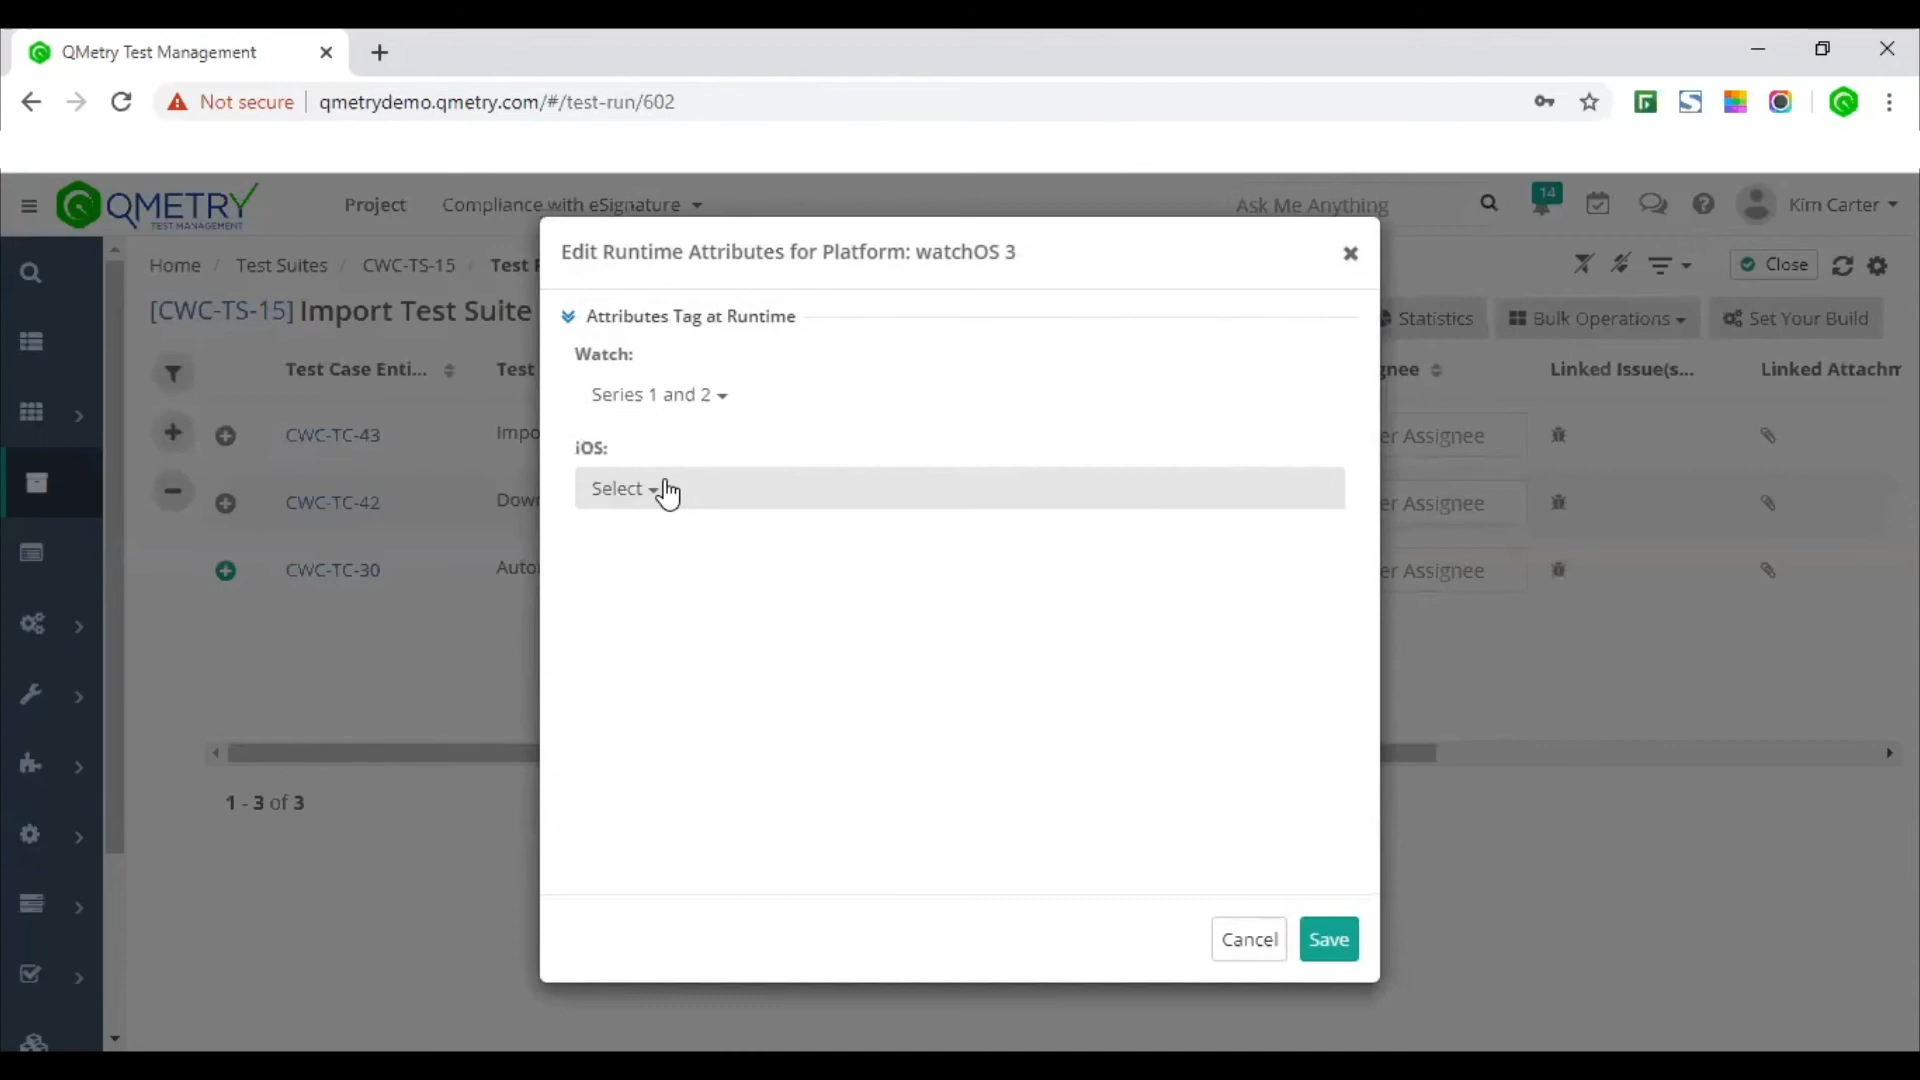 QMetry Test Management
Not secure qmetrydemo.qmetry.com/#/test-run/602
QMETRY
TEST MANAGEMENT
Project Compliance with eSignature Ask Me Anything 14 Kim Carter
Home / Test Suites / CWC-TS-15 Test Close
[CWC-TS-15] Import Test Suite Statistics Bulk Operations Set Your Build
Test Case Enti... Test gnee Linked Issue(s... Linked Attachm
CWC-TC-43 Impo er Assignee
CWC-TC-42 Down er Assignee
CWC-TC-30 Auto er Assignee
1 - 3 of 3
Edit Runtime Attributes for Platform: watchOS 3
Attributes Tag at Runtime
Watch:
Series 1 and 2
iOS:
Select
Cancel Save